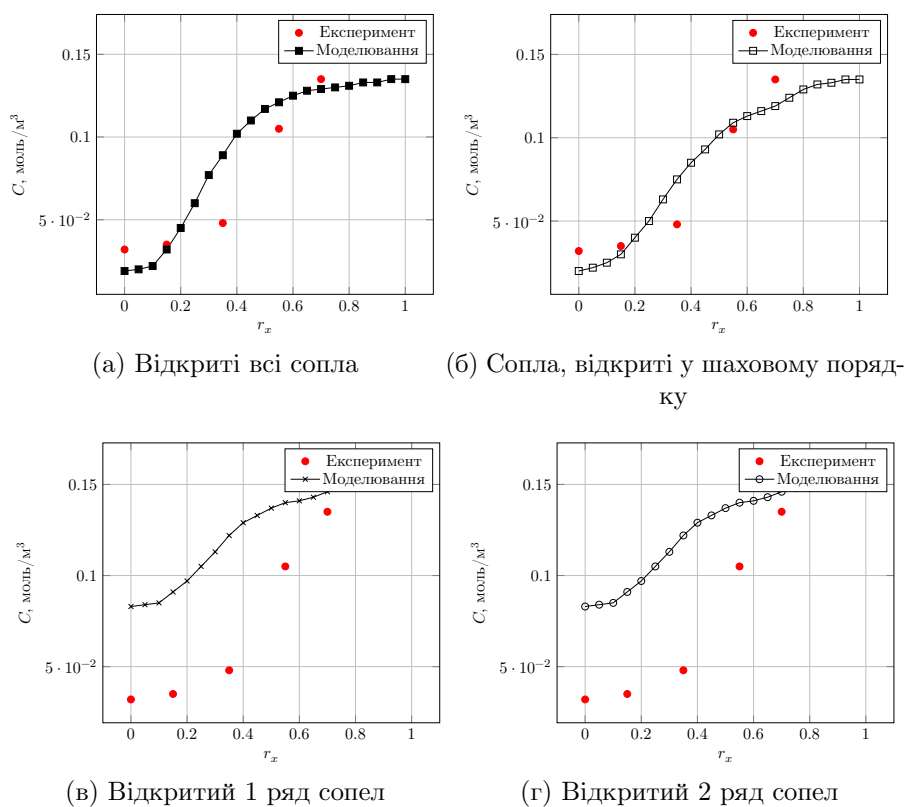 Експеримент
Моделювання
0.15
0.1
5 · 10⁻²
C, моль/м³
0 0.2 0.4 0.6 0.8 1
rₓ
(а) Відкриті всі сопла
Експеримент
Моделювання
0.15
0.1
5 · 10⁻²
C, моль/м³
0 0.2 0.4 0.6 0.8 1
rₓ
(б) Сопла, відкриті у шаховому поряд-
ку
Експеримент
Моделювання
0.15
0.1
5 · 10⁻²
C, моль/м³
0 0.2 0.4 0.6 0.8 1
rₓ
(в) Відкритий 1 ряд сопел
Експеримент
Моделювання
0.15
0.1
5 · 10⁻²
C, моль/м³
0 0.2 0.4 0.6 0.8 1
rₓ
(г) Відкритий 2 ряд сопел